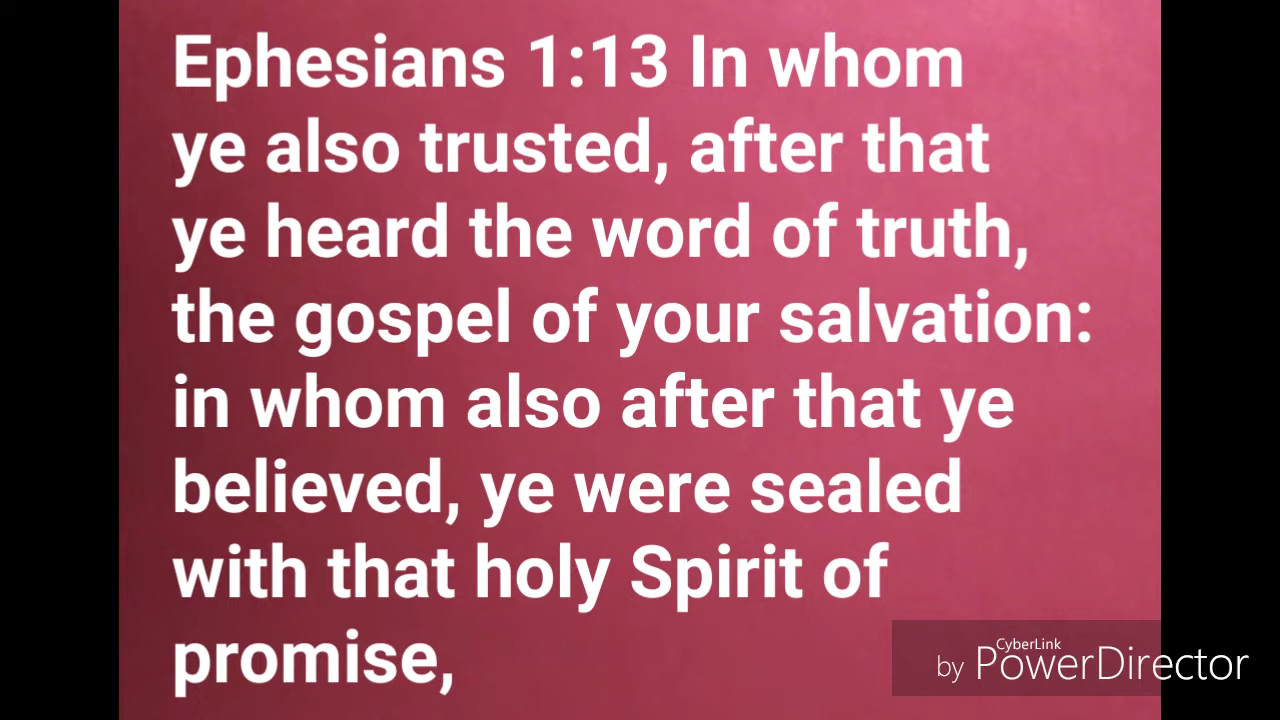 Ephesians 1:13 In whom
ye also trusted, after that
ye heard the word of truth,
the gospel of your salvation:
in whom also after that ye
believed, ye were sealed
with that holy Spirit of
promise,
CyberLink
by PowerDirector